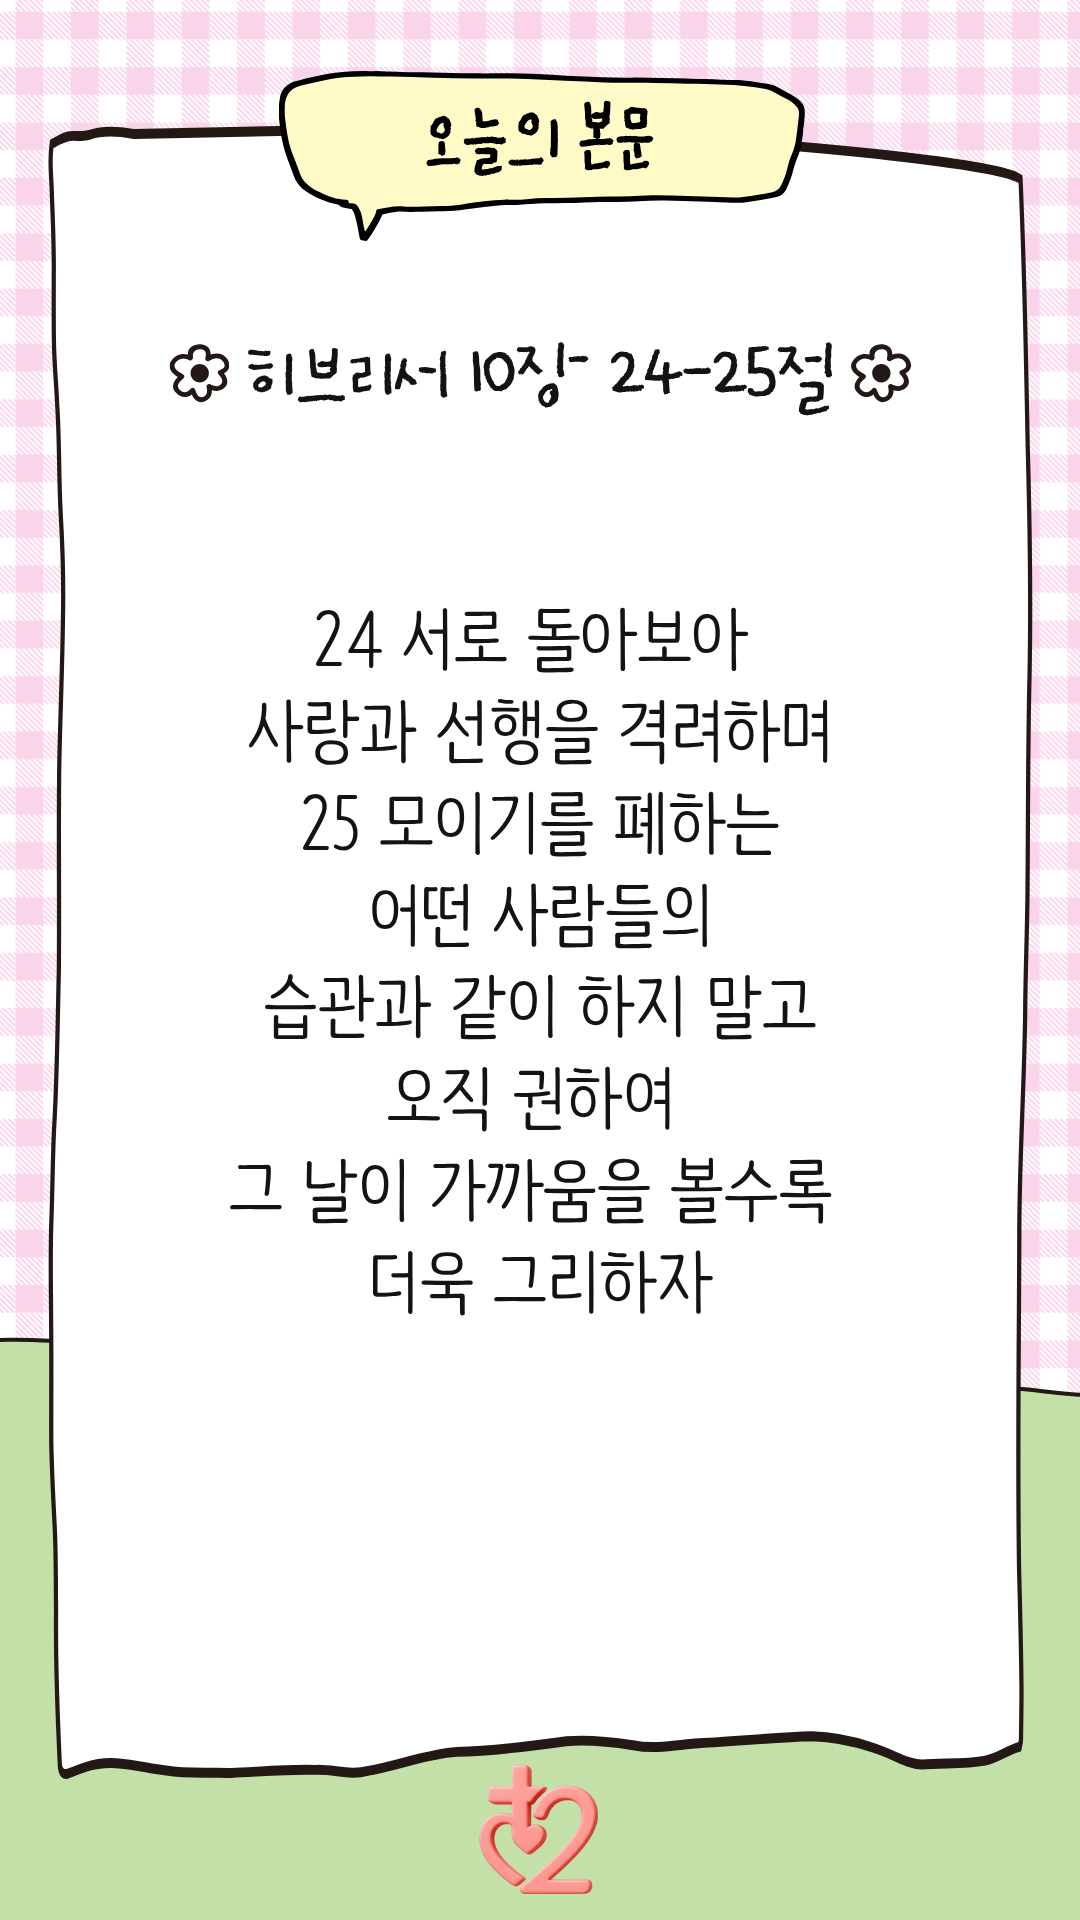 오늘의 본문
히브리서 10장 24-25절
24 서로 돌아보아
사랑과 선행을 격려하며
25 모이기를 폐하는
어떤 사람들의
습관과 같이 하지 말고
오직 권하여
그 날이 가까움을 볼수록
더욱 그리하자